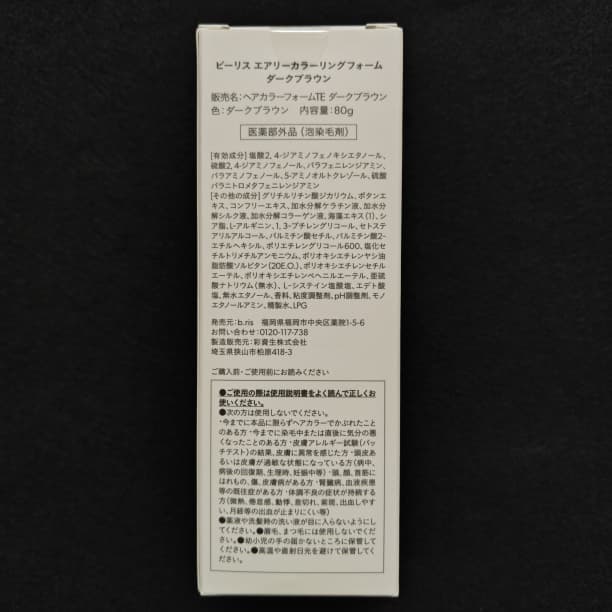 ビーリス エアリーカラーリングフォーム
ダークブラウン
販売名:ヘアカラーフォームTE ダークブラウン
色:ダークブラウン 内容量:80g
医薬部外品(泡染毛剤)
[有効成分] 塩酸2, 4-ジアミノフェノキシエタノール、
硫酸2, 4-ジアミノフェノール、パラフェニレンジアミン、
パラアミノフェノール、5-アミノオルトクレゾール、硫酸
パラニトロメタフェニレンジアミン
[その他の成分] グリチルリチン酸ジカリウム、ボタンエ
キス、コンフリーエキス、加水分解ケラチン液、加水分
解シルク液、加水分解コラーゲン液、海藻エキス(1)、シ
ア脂、L-アルギニン、1, 3-ブチレングリコール、セトステ
アリルアルコール、パルミチン酸セチル、パルミチン酸2-
エチルヘキシル、ポリエチレングリコール600、塩化セ
チルトリメチルアンモニウム、ポリオキシエチレンヤシ油
脂肪酸ソルビタン(20E.O.)、ポリオキシエチレンセチル
エーテル、ポリオキシエチレンベヘニルエーテル、亜硫
酸ナトリウム(無水)、L-システイン塩酸塩、エデト酸
塩、無水エタノール、香料、粘度調整剤、pH調整剤、モノ
エタノールアミン、精製水、LPG
発売元:b.ris 福岡県福岡市中央区薬院1-5-6
お問い合わせ:0120-117-738
製造販売元:彩資生株式会社
埼玉県狭山市柏原418-3
ご購入前・ご使用前にお読みください
●ご使用の際は使用説明書をよく読んで正しくお
使いください。
●次の方は使用しないでください。
・今までに本品に限らずヘアカラーでかぶれたこと
のある方・今までに染毛中または直後に気分の悪
くなったことのある方・皮膚アレルギー試験(パッ
チテスト)の結果、皮膚に異常を感じた方・頭皮あ
るいは皮膚が過敏な状態になっている方(病中、
病後の回復期、生理時、妊娠中等)・頭、顔、首筋に
はれもの、傷、皮膚病がある方・腎臓病、血液疾患
等の既往症がある方・体調不良の症状が持続する
方(微熱、倦怠感、動悸、息切れ、紫斑、出血しやす
い、月経等の出血が止まりにくい等)
●薬液や洗髪時の洗い液が目に入らないようにし
てください。●眉毛、まつ毛には使用しないでくだ
さい。●幼小児の手の届かないところに保管して
ください。●高温や直射日光を避けて保管してくだ
さい。